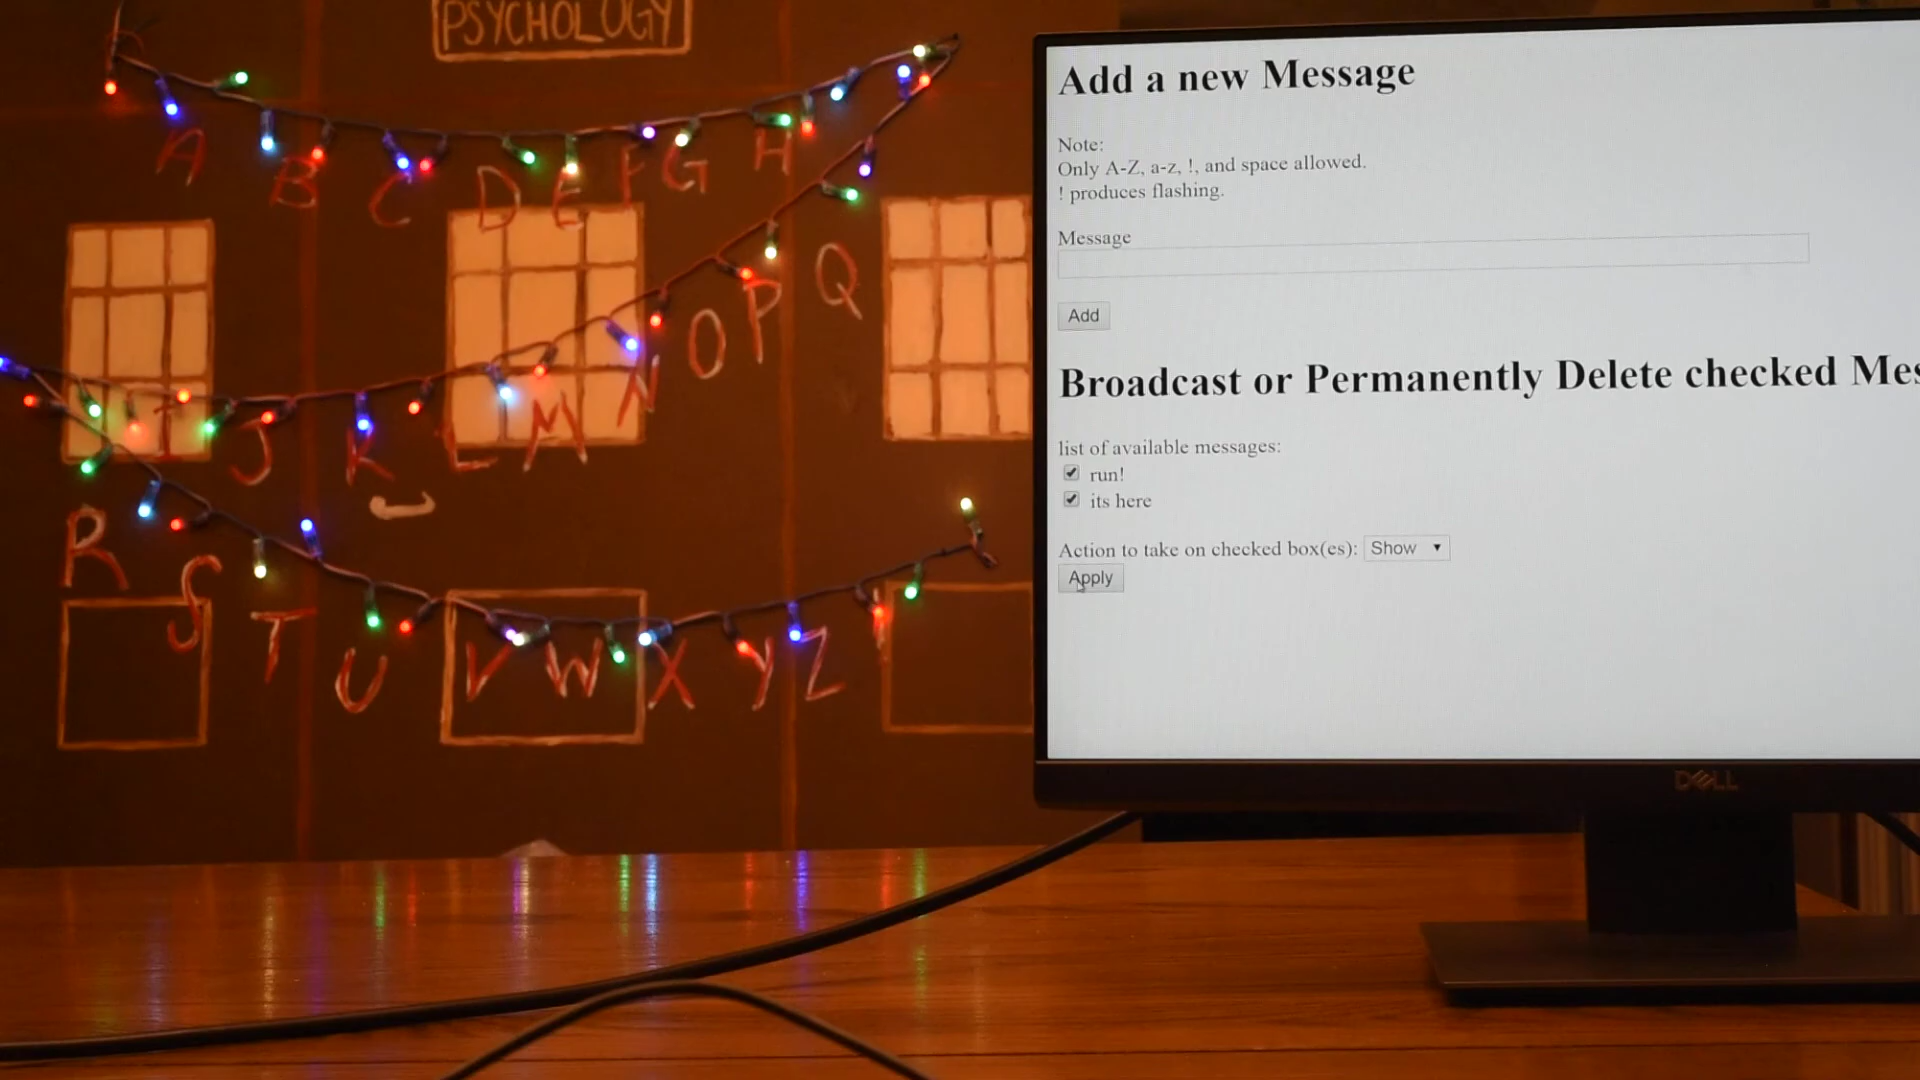 PSYCHOLOGY
A B C D E F G H
I J K L M N O P Q
R S T U V W X Y Z
Add a new Message
Note:
Only A-Z, a-z, !, and space allowed.
! produces flashing.
Message
Add
Broadcast or Permanently Delete checked Mes
list of available messages:
run!
its here
Action to take on checked box(es): Show
Apply
DELL